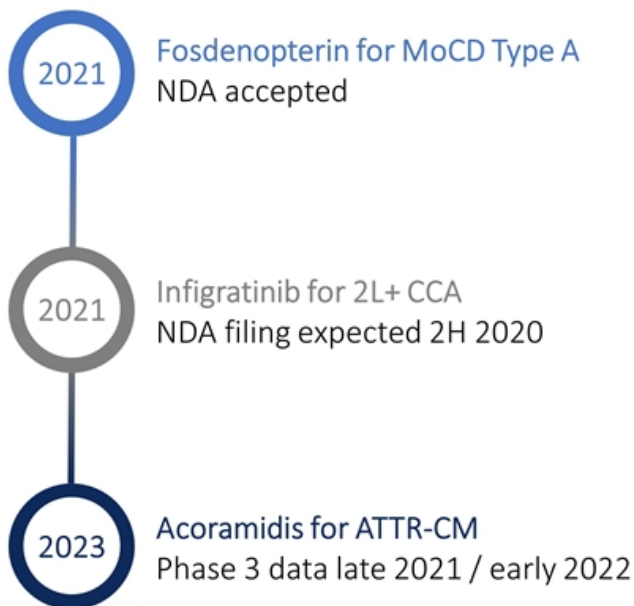 2021
Fosdenopterin for MoCD Type A
NDA accepted
2021
Infigratinib for 2L+ CCA
NDA filing expected 2H 2020
2023
Acoramidis for ATTR-CM
Phase 3 data late 2021 / early 2022